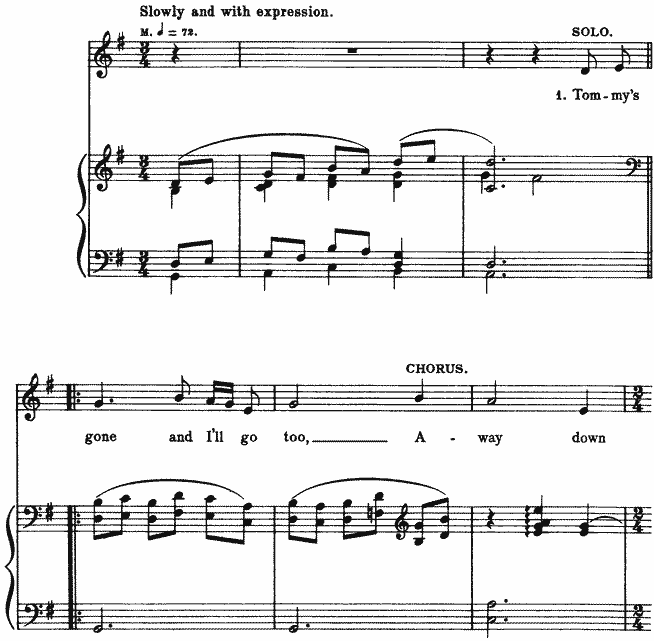 Slowly and with expression.
M. 𝅗𝅥 = 72.
SOLO.
1. Tom-my's
CHORUS.
gone and I'll go too, A - way down